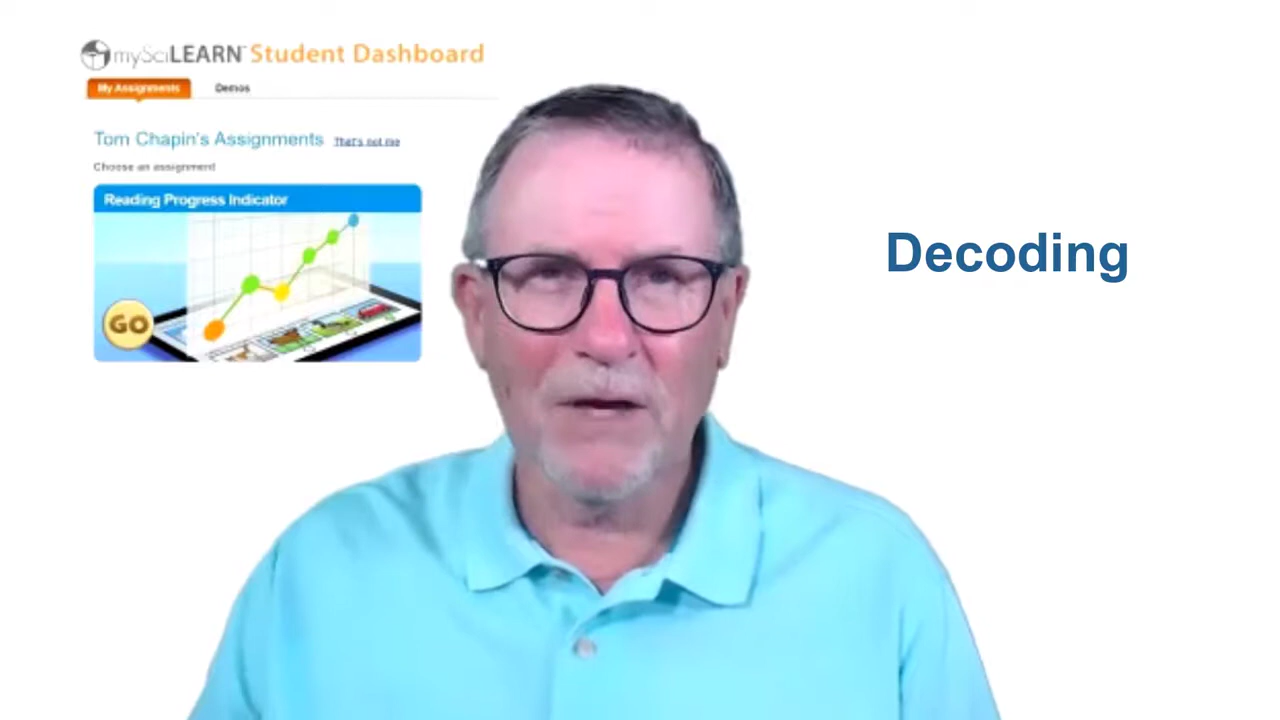 mySciLEARN™ Student Dashboard
My Assignments Demos
Tom Chapin's Assignments That's not me
Choose an assignment
Reading Progress Indicator
GO
Decoding